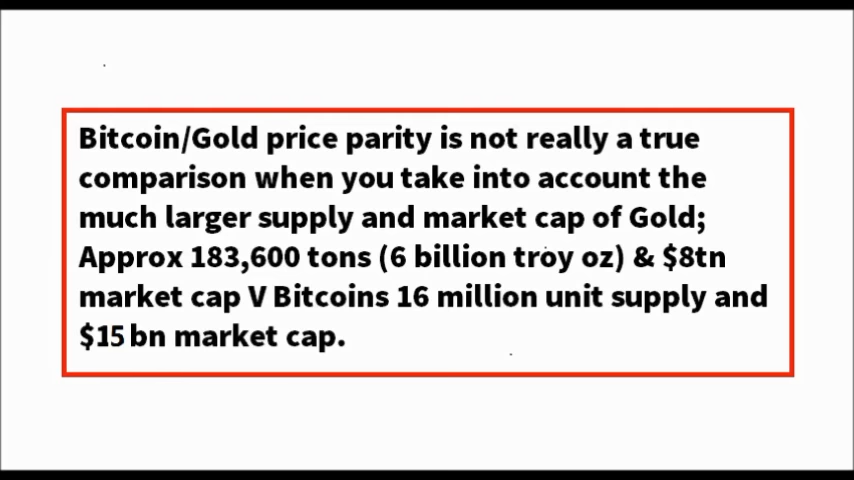 Bitcoin/Gold price parity is not really a true
comparison when you take into account the
much larger supply and market cap of Gold;
Approx 183,600 tons (6 billion troy oz) & $8tn
market cap V Bitcoins 16 million unit supply and
$15bn market cap.